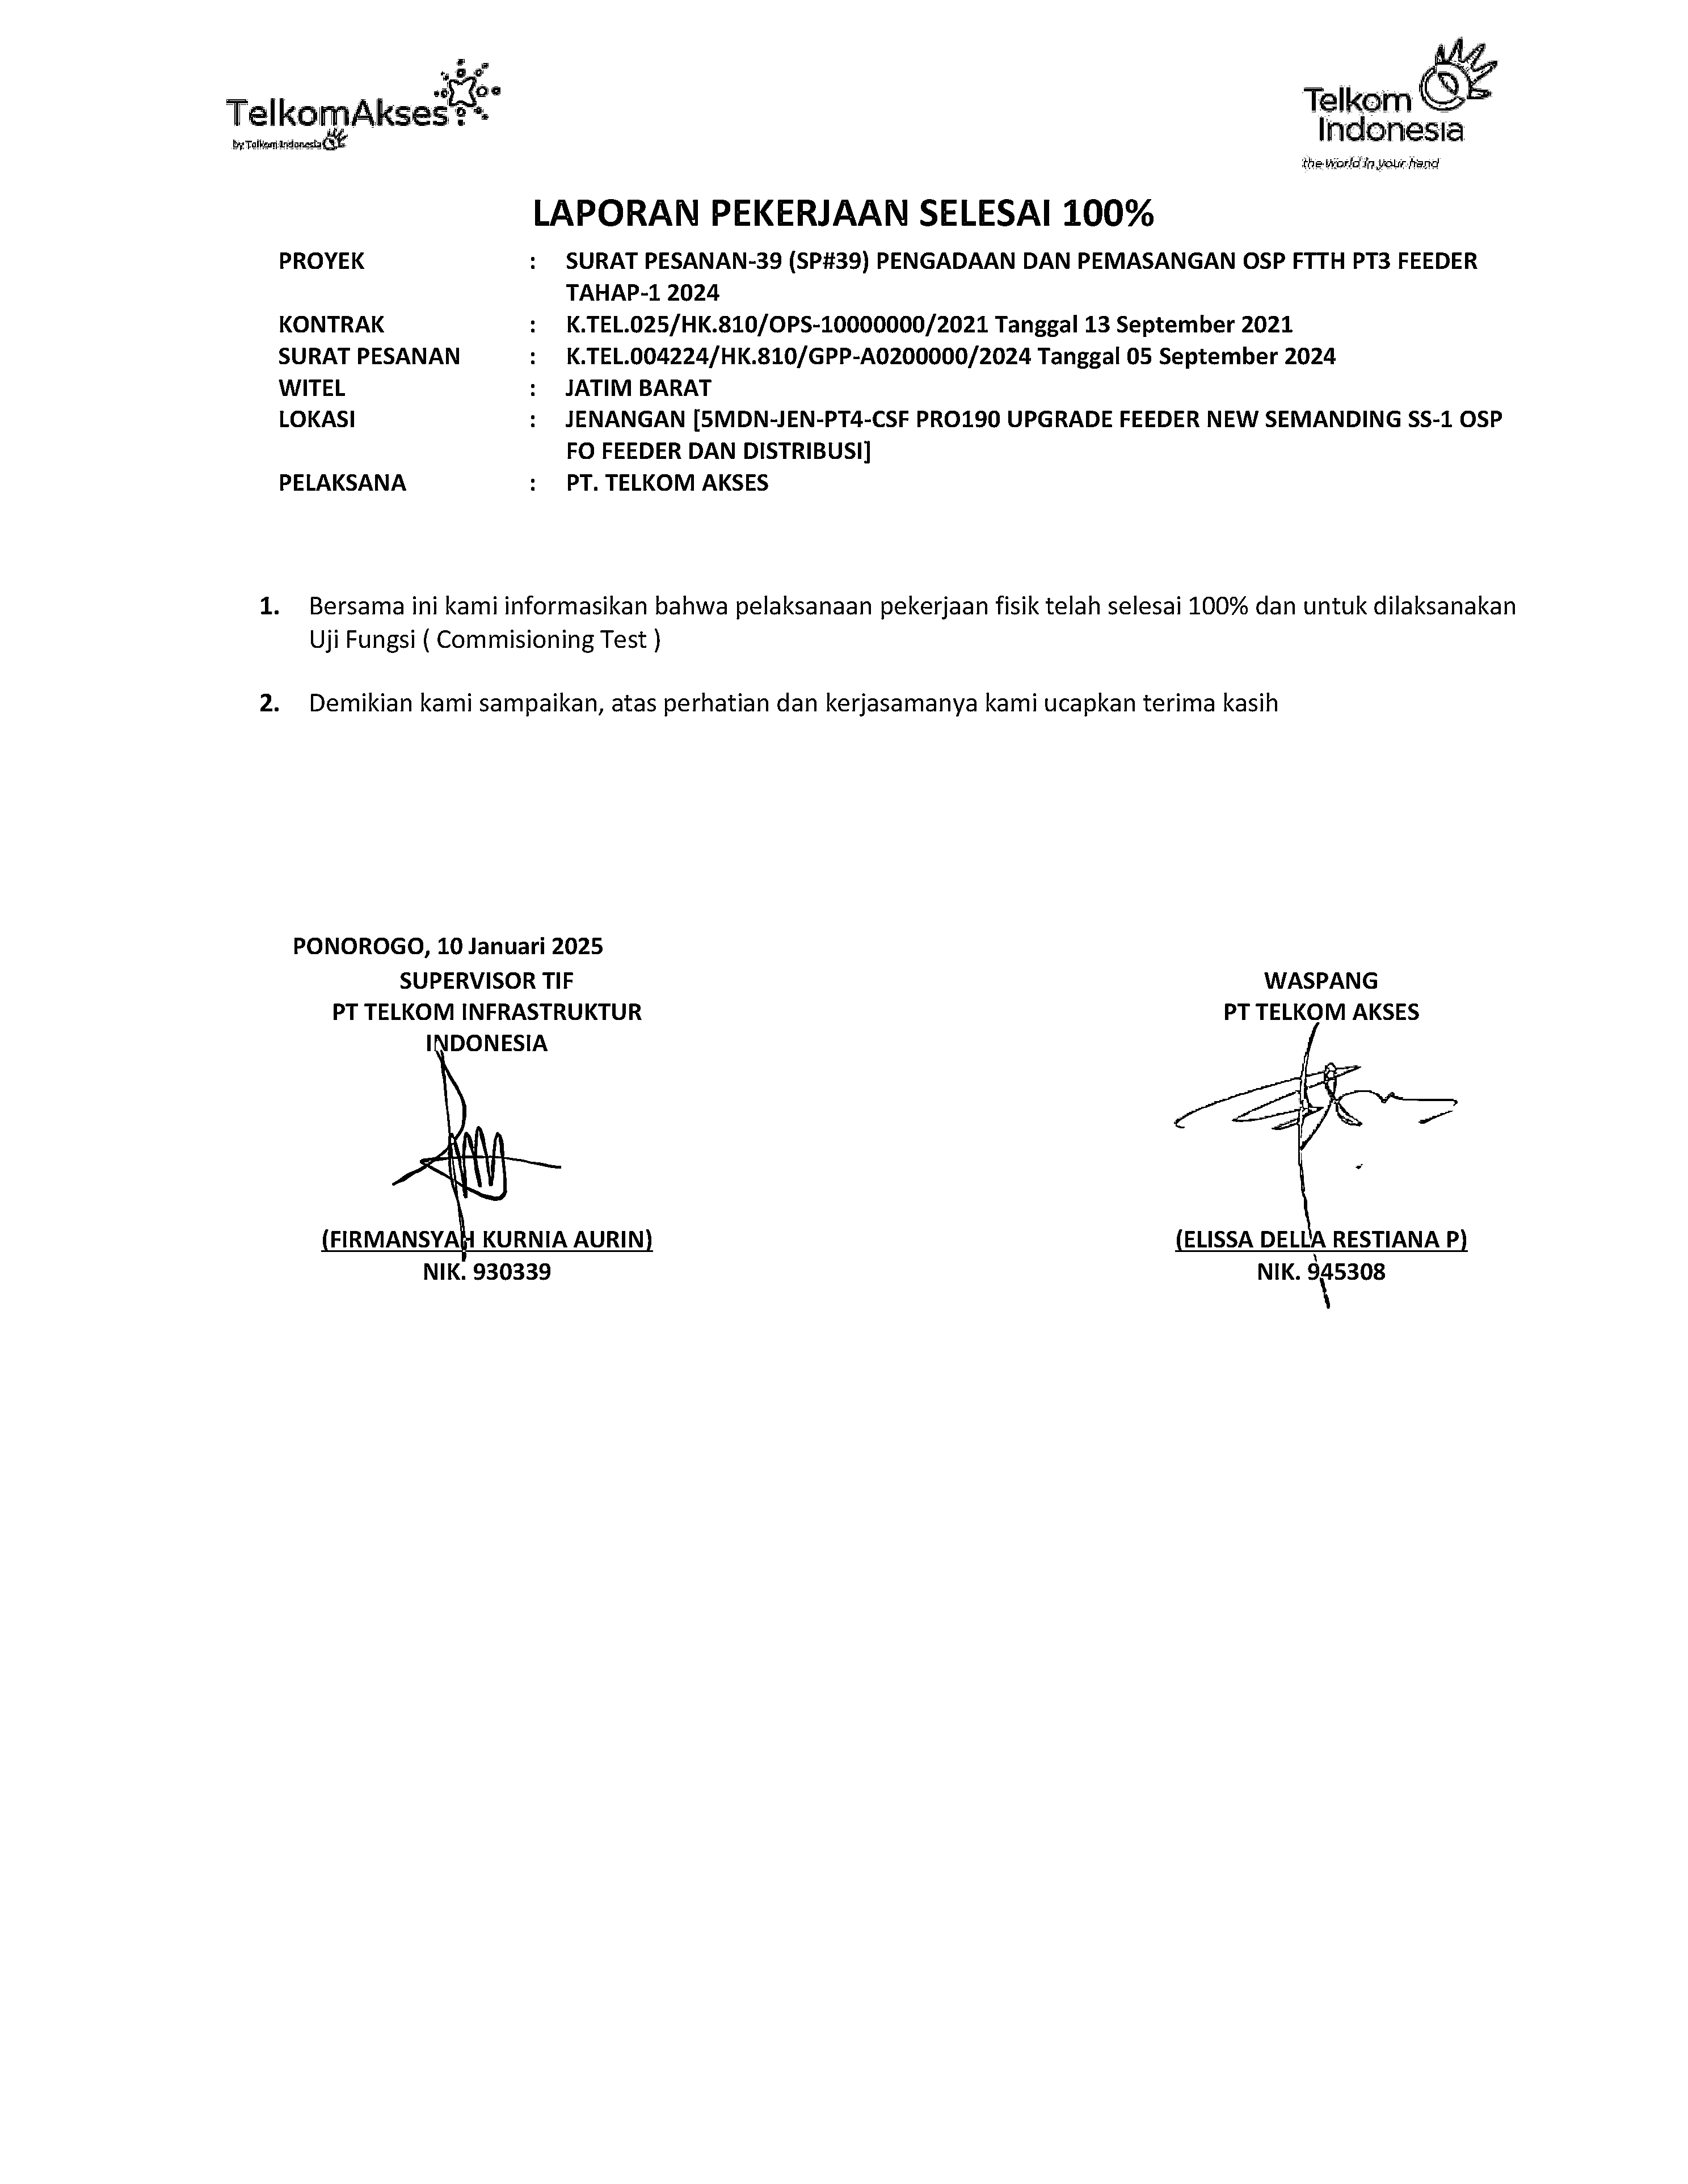 TelkomAkses
by Telkom Indonesia
Telkom
Indonesia
the world in your hand
LAPORAN PEKERJAAN SELESAI 100%
PROYEK : SURAT PESANAN-39 (SP#39) PENGADAAN DAN PEMASANGAN OSP FTTH PT3 FEEDER
TAHAP-1 2024
KONTRAK : K.TEL.025/HK.810/OPS-10000000/2021 Tanggal 13 September 2021
SURAT PESANAN : K.TEL.004224/HK.810/GPP-A0200000/2024 Tanggal 05 September 2024
WITEL : JATIM BARAT
LOKASI : JENANGAN [5MDN-JEN-PT4-CSF PRO190 UPGRADE FEEDER NEW SEMANDING SS-1 OSP
FO FEEDER DAN DISTRIBUSI]
PELAKSANA : PT. TELKOM AKSES
1. Bersama ini kami informasikan bahwa pelaksanaan pekerjaan fisik telah selesai 100% dan untuk dilaksanakan
Uji Fungsi ( Commisioning Test )
2. Demikian kami sampaikan, atas perhatian dan kerjasamanya kami ucapkan terima kasih
PONOROGO, 10 Januari 2025
SUPERVISOR TIF
PT TELKOM INFRASTRUKTUR
INDONESIA
(FIRMANSYAH KURNIA AURIN)
NIK. 930339
WASPANG
PT TELKOM AKSES
(ELISSA DELLA RESTIANA P)
NIK. 945308